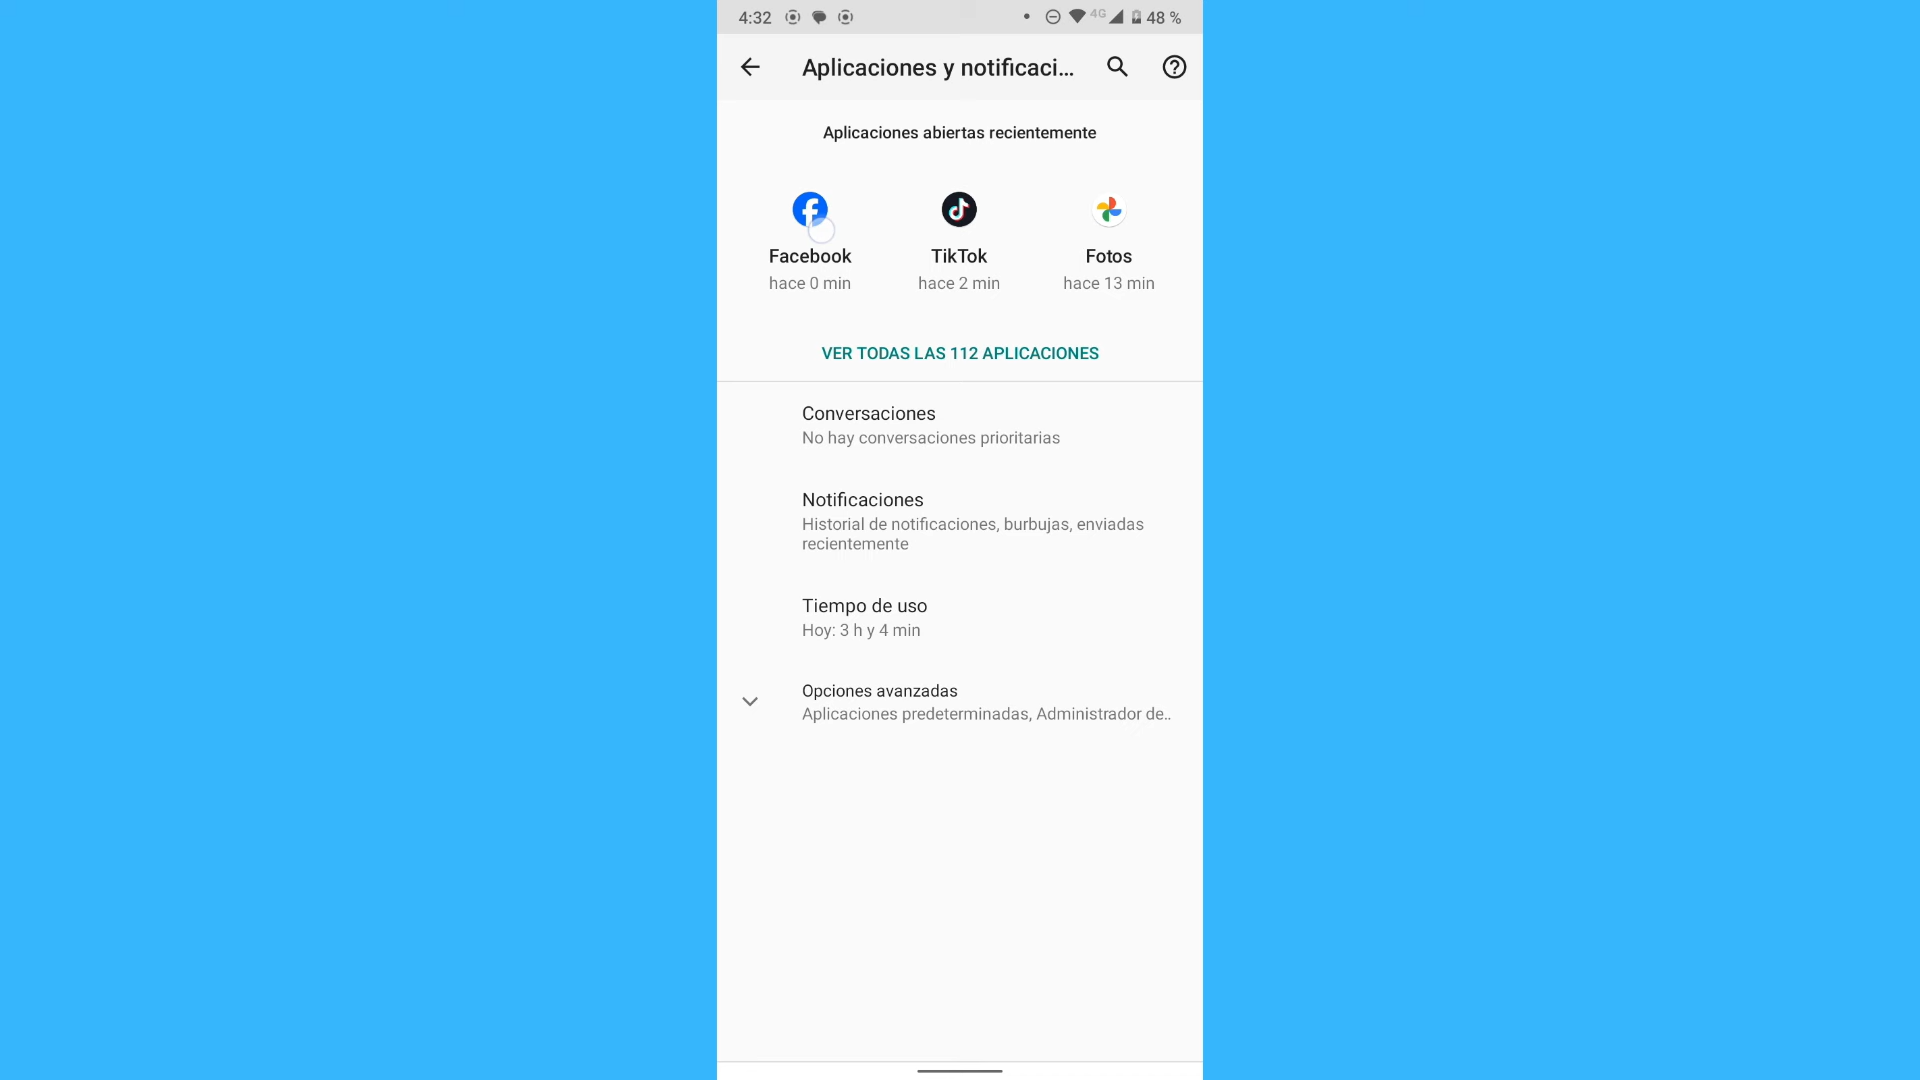 4:32
4G
48 %
Aplicaciones y notificaci...
Aplicaciones abiertas recientemente
Facebook
TikTok
Fotos
hace 0 min
hace 2 min
hace 13 min
VER TODAS LAS 112 APLICACIONES
Conversaciones
No hay conversaciones prioritarias
Notificaciones
Historial de notificaciones, burbujas, enviadas
recientemente
Tiempo de uso
Hoy: 3 h y 4 min
Opciones avanzadas
Aplicaciones predeterminadas, Administrador de..